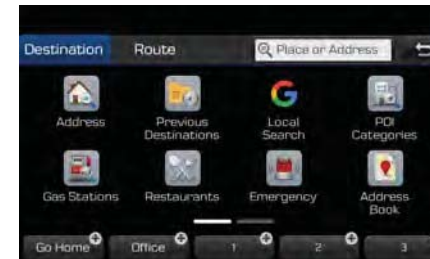 Destination Route Place or Address
Address Previous Destinations Local Search POI Categories
Gas Stations Restaurants Emergency Address Book
Go Home Office 1 2 3